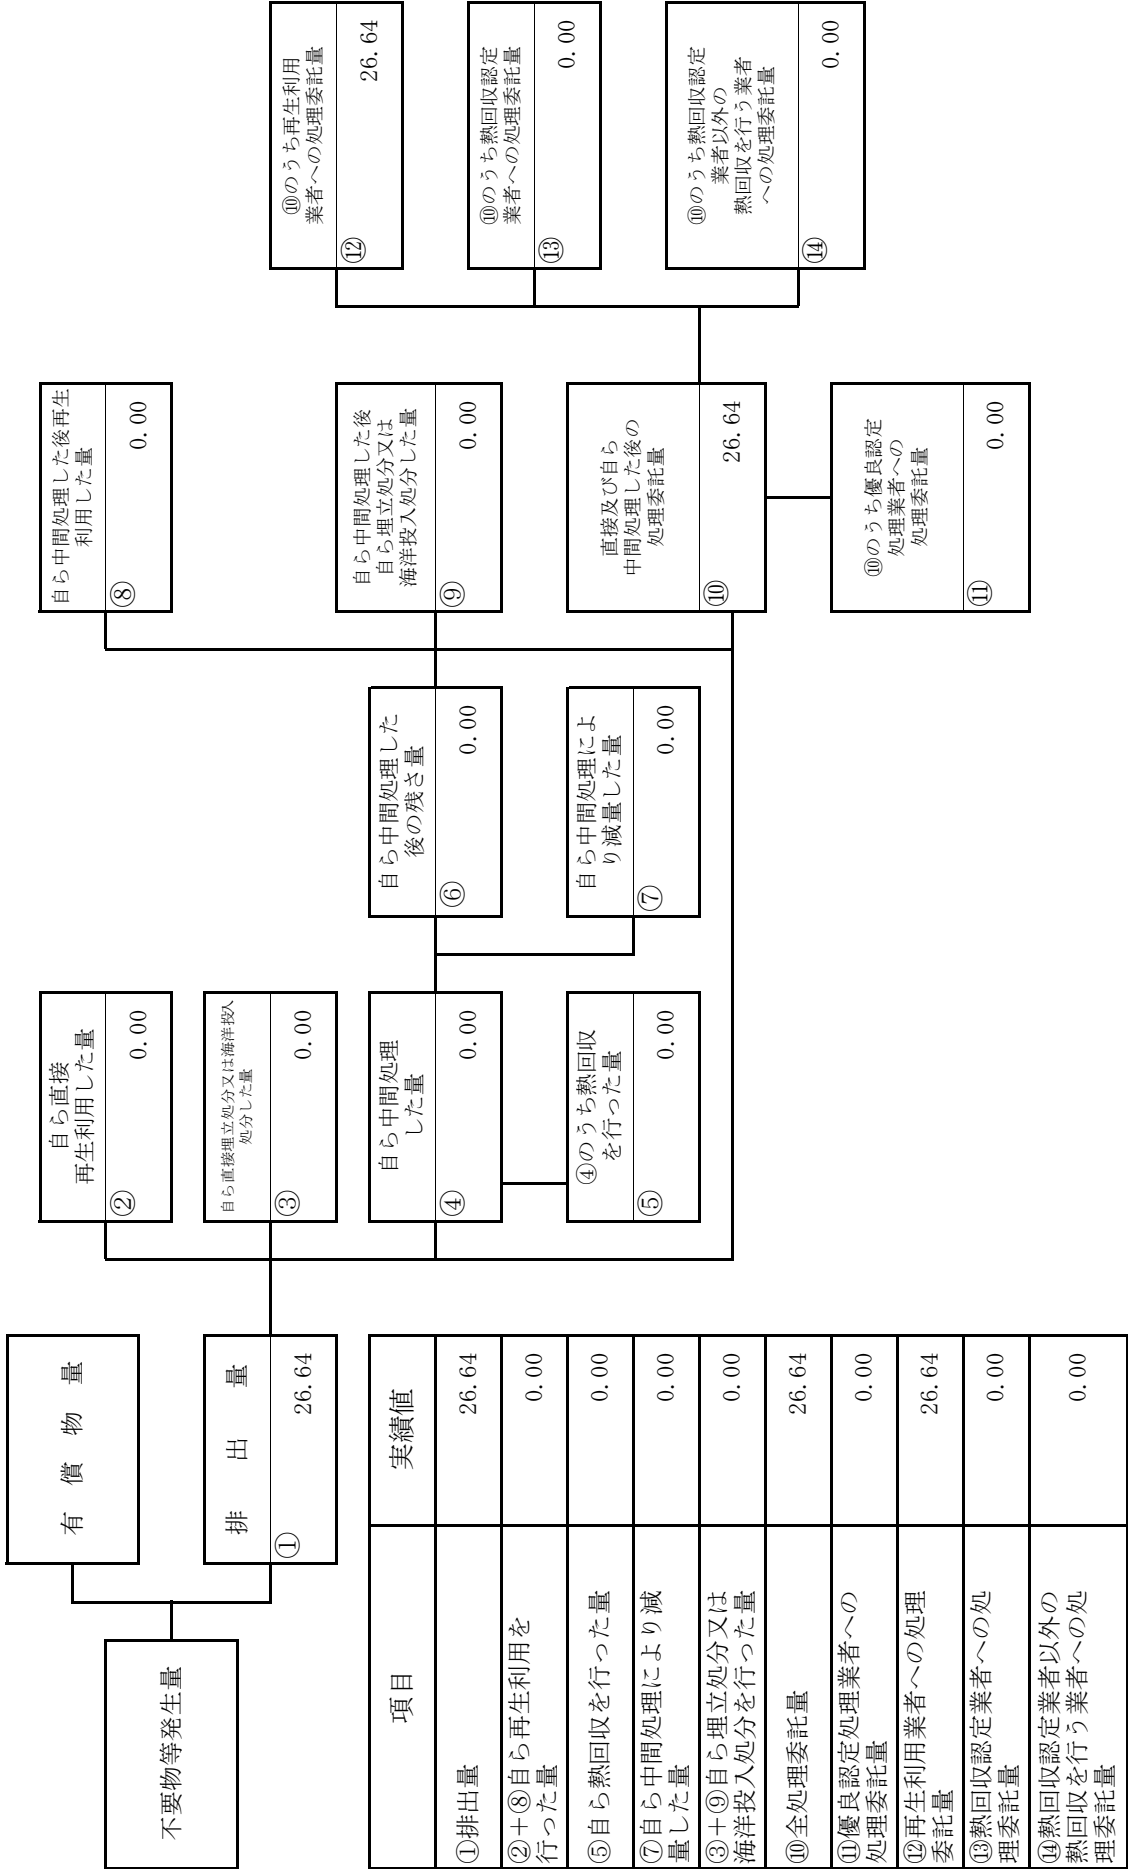 不要物等発生量
有償物量
排出量
①
26.64
自ら直接
再生利用した量
②
0.00
自ら直接埋立処分又は海洋投入
処分した量
③
0.00
自ら中間処理
した量
④
0.00
④のうち熱回収
を行った量
⑤
0.00
自ら中間処理した
後の残さ量
⑥
0.00
自ら中間処理によ
り減量した量
⑦
0.00
自ら中間処理した後再生
利用した量
⑧
0.00
自ら中間処理した後
自ら埋立処分又は
海洋投入処分した量
⑨
0.00
直接及び自ら
中間処理した後の
処理委託量
⑩
26.64
⑩のうち優良認定
処理業者への
処理委託量
⑪
0.00
⑩のうち再生利用
業者への処理委託量
⑫
26.64
⑩のうち熱回収認定
業者への処理委託量
⑬
0.00
⑩のうち熱回収認定
業者以外の
熱回収を行う業者
への処理委託量
⑭
0.00
項目 実績値
①排出量 26.64
②+⑧自ら再生利用を
行った量 0.00
⑤自ら熱回収を行った量 0.00
⑦自ら中間処理により減
量した量 0.00
③+⑨自ら埋立処分又は
海洋投入処分を行った量 0.00
⑩全処理委託量 26.64
⑪優良認定処理業者への
処理委託量 0.00
⑫再生利用業者への処理
委託量 26.64
⑬熱回収認定業者への処
理委託量 0.00
⑭熱回収認定業者以外の
熱回収を行う業者への処
理委託量 0.00